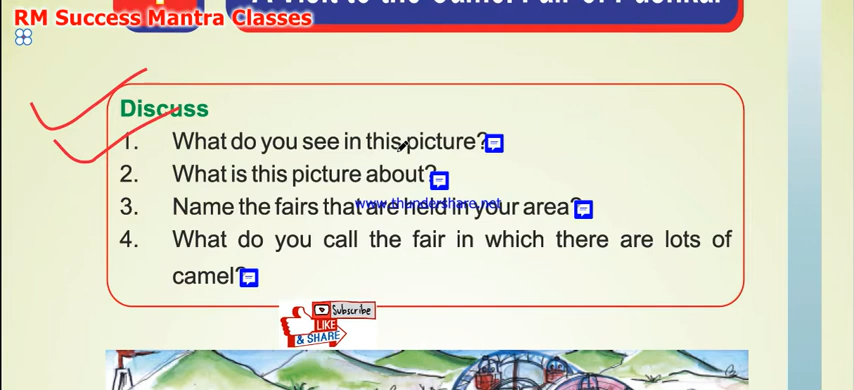 RM Success Mantra Classes
Discuss
1. What do you see in this picture?
2. What is this picture about?
www.thundershare.net
3. Name the fairs that are held in your area?
4. What do you call the fair in which there are lots of
camel?
Subscribe
LIKE
& SHARE